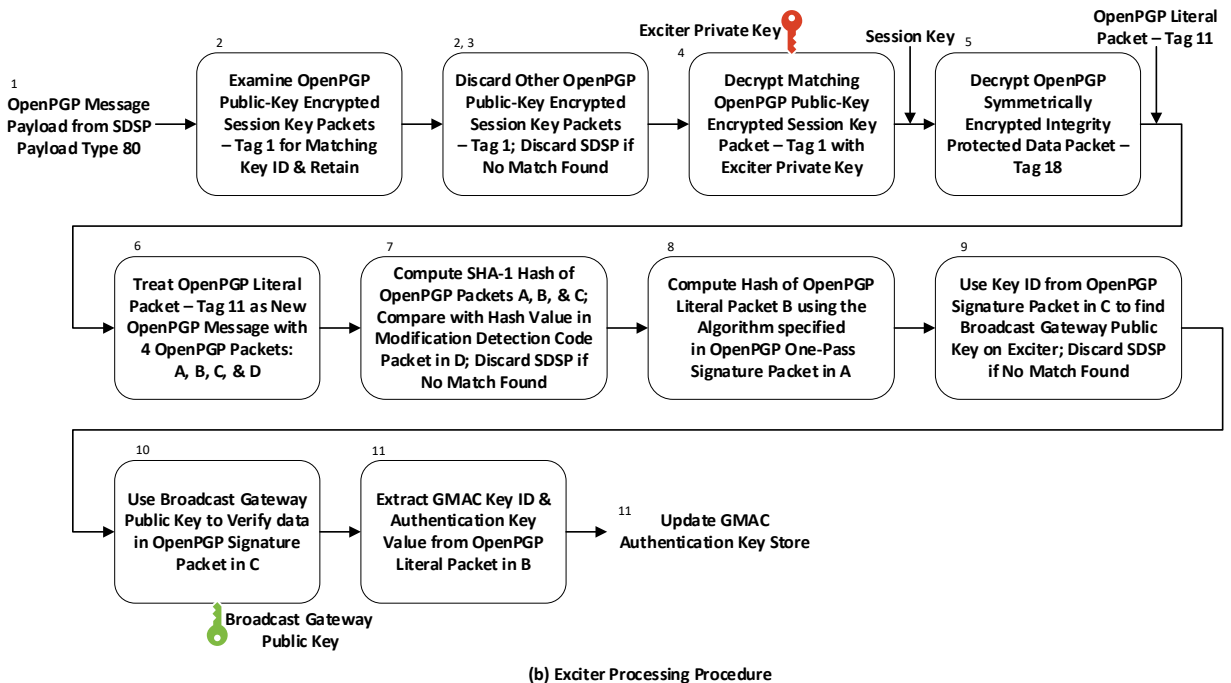 1
OpenPGP Message
Payload from SDSP
Payload Type 80
2
Examine OpenPGP
Public-Key Encrypted
Session Key Packets
– Tag 1 for Matching
Key ID & Retain
2, 3
Discard Other OpenPGP
Public-Key Encrypted
Session Key Packets
– Tag 1; Discard SDSP if
No Match Found
Exciter Private Key
4
Decrypt Matching
OpenPGP Public-Key
Encrypted Session Key
Packet – Tag 1 with
Exciter Private Key
Session Key
5
Decrypt OpenPGP
Symmetrically
Encrypted Integrity
Protected Data Packet –
Tag 18
OpenPGP Literal
Packet – Tag 11
6
Treat OpenPGP Literal
Packet – Tag 11 as New
OpenPGP Message with
4 OpenPGP Packets:
A, B, C, & D
7
Compute SHA-1 Hash of
OpenPGP Packets A, B, & C;
Compare with Hash Value in
Modification Detection Code
Packet in D; Discard SDSP if
No Match Found
8
Compute Hash of OpenPGP
Literal Packet B using the
Algorithm specified
in OpenPGP One-Pass
Signature Packet in A
9
Use Key ID from OpenPGP
Signature Packet in C to find
Broadcast Gateway Public
Key on Exciter; Discard SDSP
if No Match Found
10
Use Broadcast Gateway
Public Key to Verify data
in OpenPGP Signature
Packet in C
Broadcast Gateway
Public Key
11
Extract GMAC Key ID &
Authentication Key
Value from OpenPGP
Literal Packet in B
11
Update GMAC
Authentication Key Store
(b) Exciter Processing Procedure